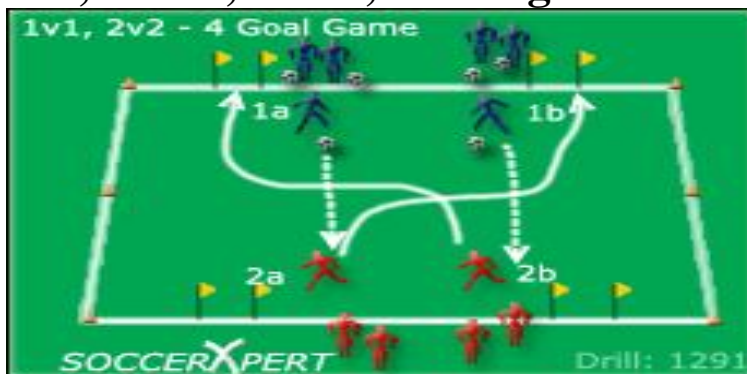 1v1, 2v2 - 4 Goal Game
1a
1b
2a
2b
SOCCERXPERT
Drill: 1291